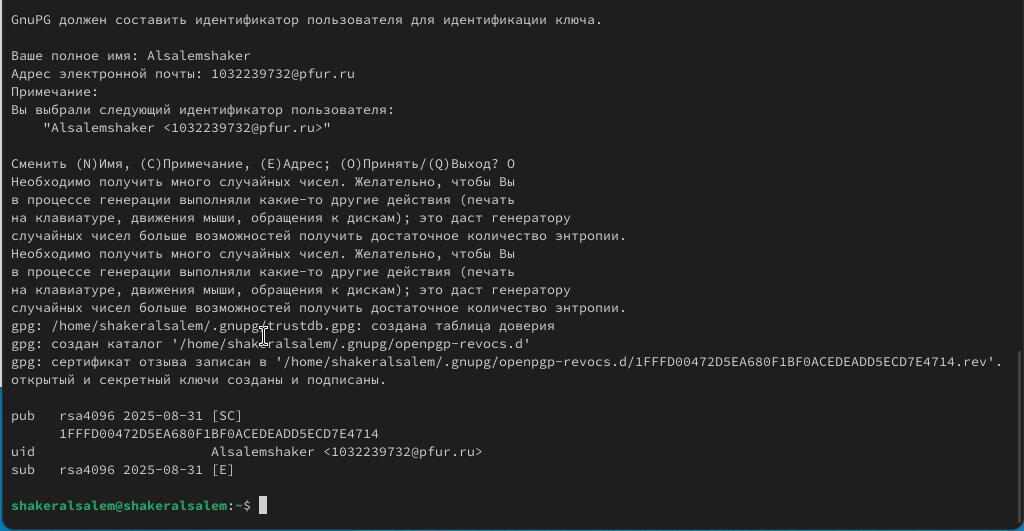 GnuPG должен составить идентификатор пользователя для идентификации ключа.
Ваше полное имя: Alsalemshaker
Адрес электронной почты: 1032239732@pfur.ru
Примечание:
Вы выбрали следующий идентификатор пользователя:
"Alsalemshaker <1032239732@pfur.ru>"
Сменить (N)Имя, (C)Примечание, (E)Адрес; (O)Принять/(Q)Выход? O
Необходимо получить много случайных чисел. Желательно, чтобы Вы
в процессе генерации выполняли какие-то другие действия (печать
на клавиатуре, движения мыши, обращения к дискам); это даст генератору
случайных чисел больше возможностей получить достаточное количество энтропии.
Необходимо получить много случайных чисел. Желательно, чтобы Вы
в процессе генерации выполняли какие-то другие действия (печать
на клавиатуре, движения мыши, обращения к дискам); это даст генератору
случайных чисел больше возможностей получить достаточное количество энтропии.
gpg: /home/shakeralsalem/.gnupg/trustdb.gpg: создана таблица доверия
gpg: создан каталог '/home/shakeralsalem/.gnupg/openpgp-revocs.d'
gpg: сертификат отзыва записан в '/home/shakeralsalem/.gnupg/openpgp-revocs.d/1FFFD00472D5EA680F1BF0ACEDEADD5ECD7E4714.rev'.
открытый и секретный ключи созданы и подписаны.
pub   rsa4096 2025-08-31 [SC]
1FFFD00472D5EA680F1BF0ACEDEADD5ECD7E4714
uid                      Alsalemshaker <1032239732@pfur.ru>
sub   rsa4096 2025-08-31 [E]
shakeralsalem@shakeralsalem:~$